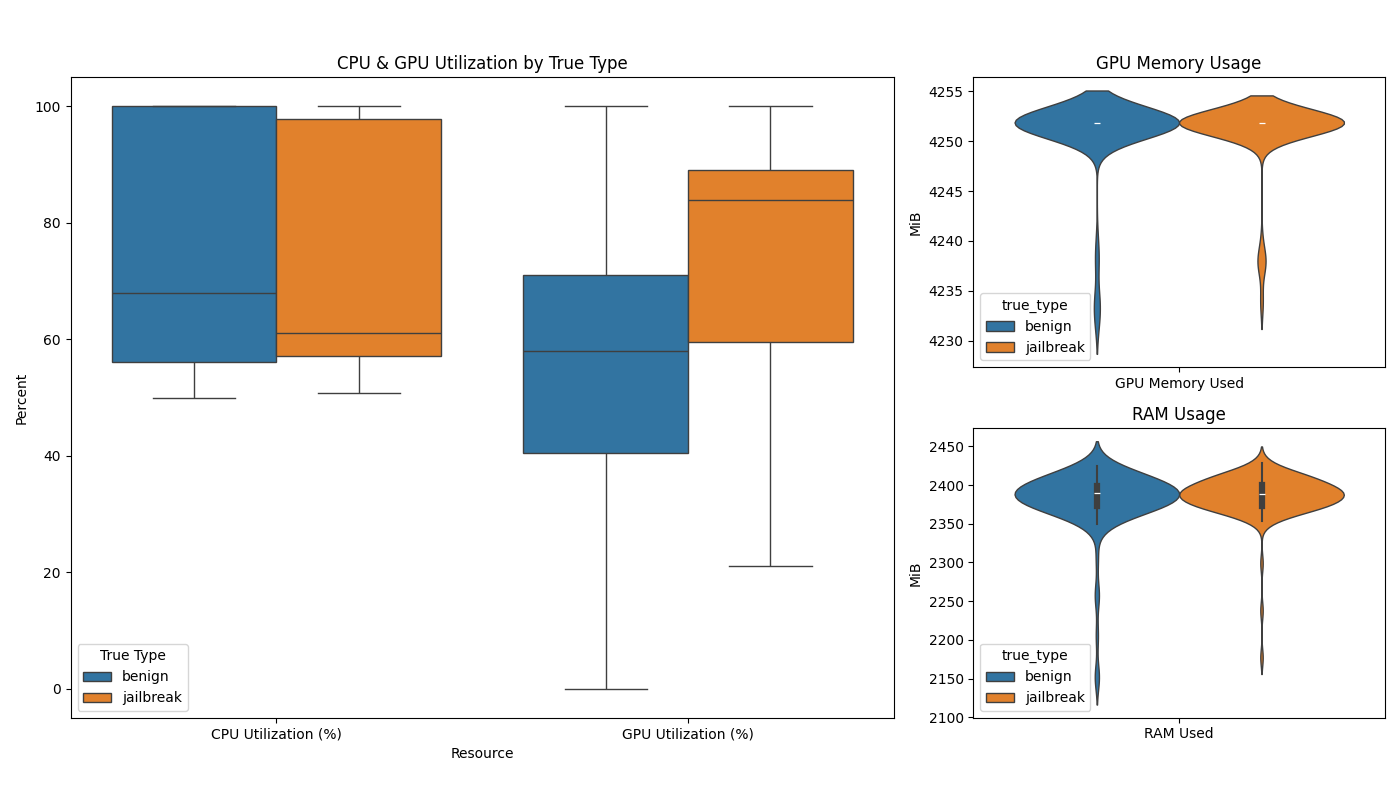 CPU & GPU Utilization by True Type
Percent
100
80
60
40
20
0
True Type
benign
jailbreak
CPU Utilization (%)
GPU Utilization (%)
Resource
GPU Memory Usage
MiB
4255
4250
4245
4240
4235
4230
true_type
benign
jailbreak
GPU Memory Used
RAM Usage
MiB
2450
2400
2350
2300
2250
2200
2150
2100
true_type
benign
jailbreak
RAM Used